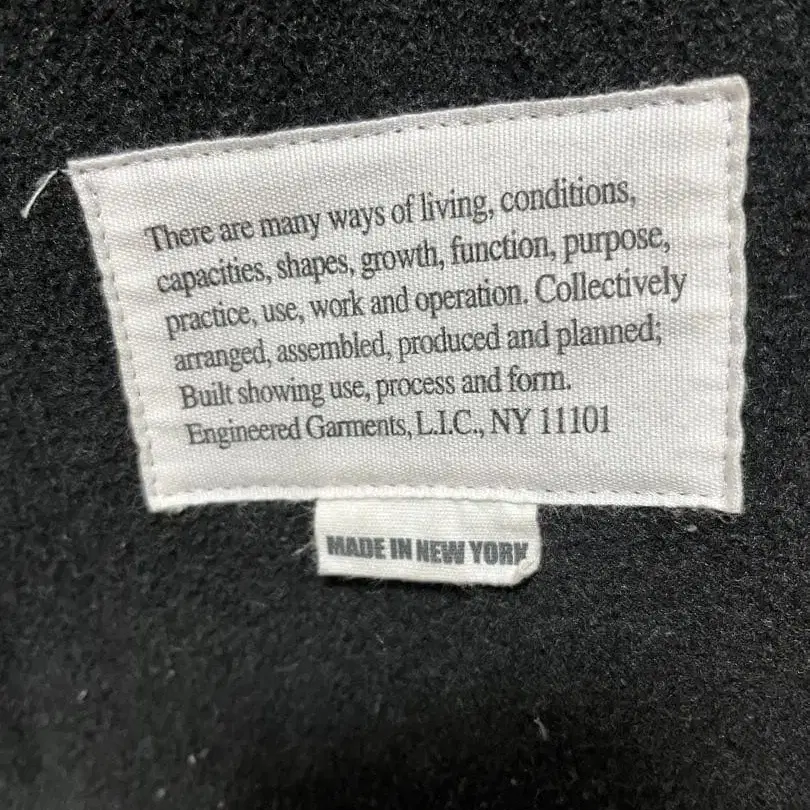 There are many ways of living, conditions,
capacities, shapes, growth, function, purpose,
practice, use, work and operation. Collectively
arranged, assembled, produced and planned;
Built showing use, process and form.
Engineered Garments, L.I.C., NY 11101
MADE IN NEW YORK